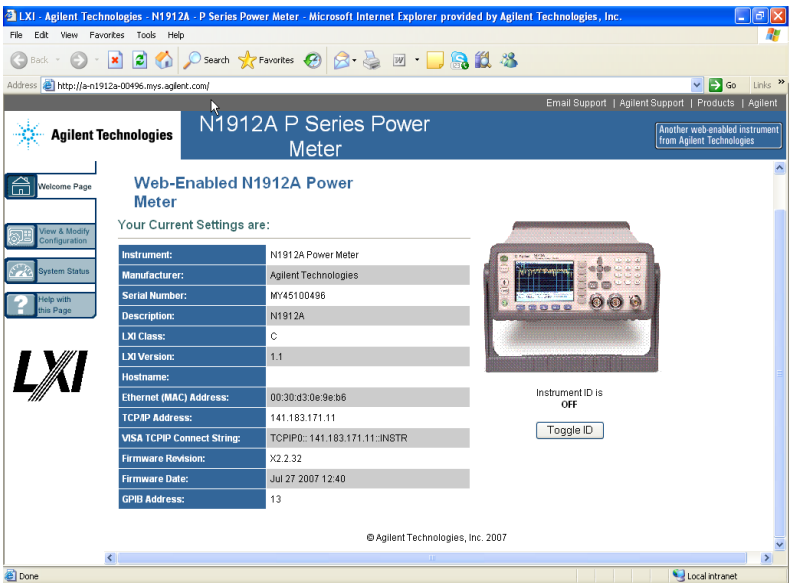 LXI - Agilent Technologies - N1912A - P Series Power Meter - Microsoft Internet Explorer provided by Agilent Technologies, Inc.
File Edit View Favorites Tools Help
Back Search Favorites
Address http://a-n1912a-00496.mys.agilent.com/ Go Links »
Email Support | Agilent Support | Products | Agilent
Agilent Technologies
N1912A P Series Power
Meter
Another web-enabled instrument
from Agilent Technologies
Welcome Page
View & Modify
Configuration
System Status
Help with
this Page
LXI
Web-Enabled N1912A Power
Meter
Your Current Settings are:
Instrument: N1912A Power Meter
Manufacturer: Agilent Technologies
Serial Number: MY45100496
Description: N1912A
LXI Class: C
LXI Version: 1.1
Hostname:
Ethernet (MAC) Address: 00:30:d3:0e:9e:b6
TCP/IP Address: 141.183.171.11
VISA TCPIP Connect String: TCPIP0::141.183.171.11::INSTR
Firmware Revision: X2.2.32
Firmware Date: Jul 27 2007 12:40
GPIB Address: 13
Instrument ID is
OFF
Toggle ID
© Agilent Technologies, Inc. 2007
Done Local intranet